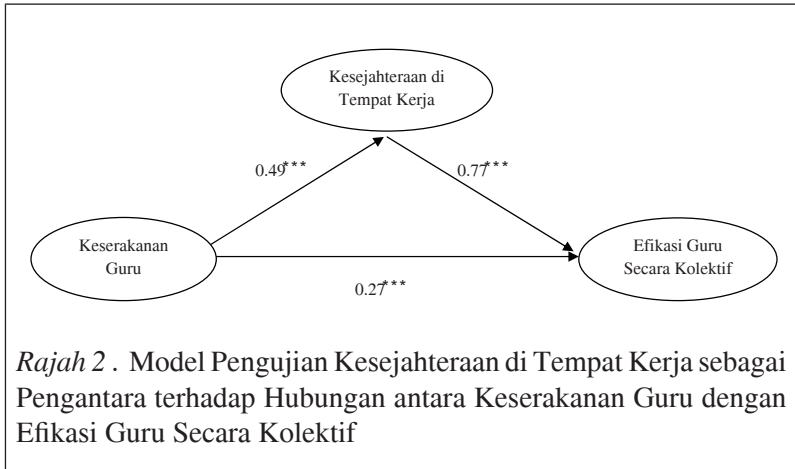 Kesejahteraan di
Tempat Kerja
0.49***
0.77***
Keserakanan
Guru
Efikasi Guru
Secara Kolektif
0.27***
Rajah 2 . Model Pengujian Kesejahteraan di Tempat Kerja sebagai
Pengantara terhadap Hubungan antara Keserakanan Guru dengan
Efikasi Guru Secara Kolektif